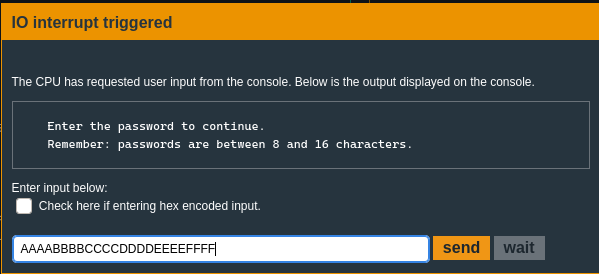 IO interrupt triggered
The CPU has requested user input from the console. Below is the output displayed on the console.
Enter the password to continue.
Remember: passwords are between 8 and 16 characters.
Enter input below:
Check here if entering hex encoded input.
AAAABBBBCCCCDDDDEEEEFFFF
send wait